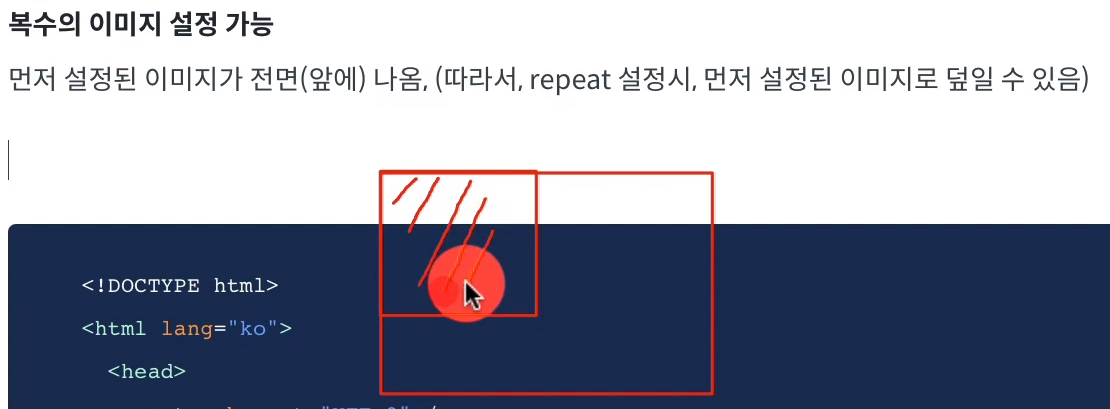 복수의 이미지 설정 가능
먼저 설정된 이미지가 전면(앞에) 나옴, (따라서, repeat 설정시, 먼저 설정된 이미지로 덮일 수 있음)
<!DOCTYPE html>
<html lang="ko">
<head>